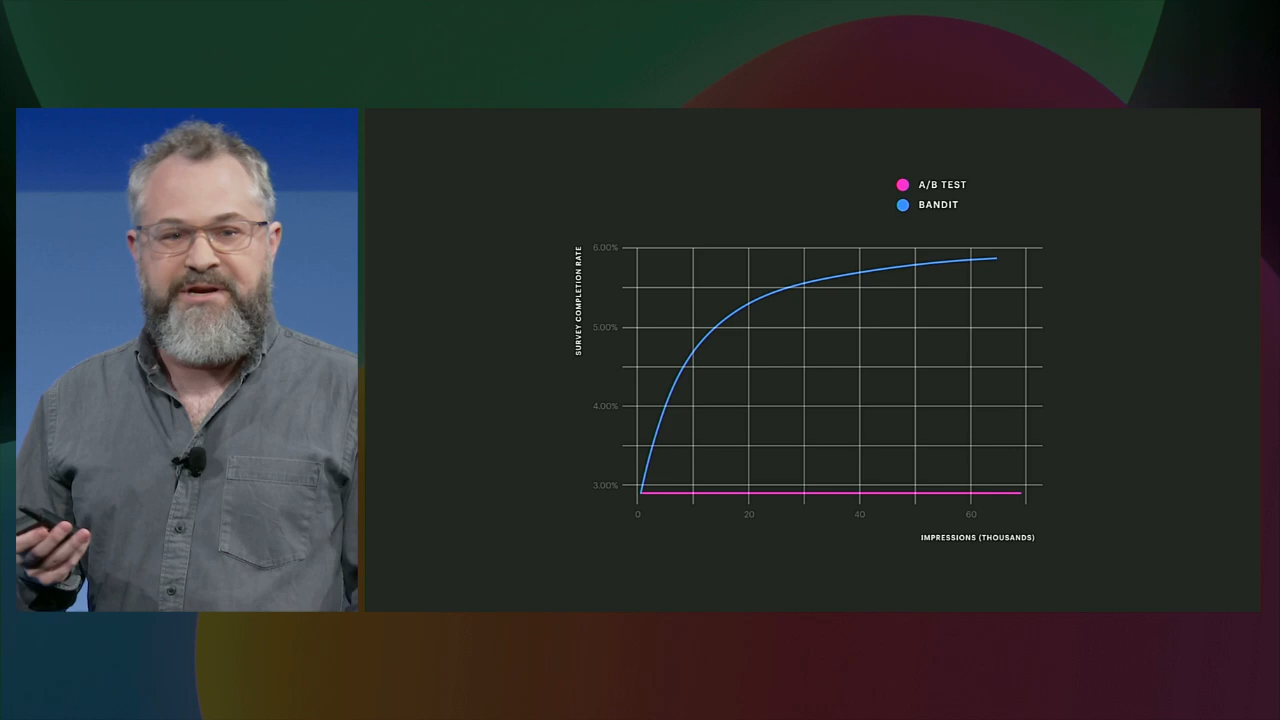 A/B TEST
BANDIT
SURVEY COMPLETION RATE
6.00%
5.00%
4.00%
3.00%
0
20
40
60
IMPRESSIONS (THOUSANDS)